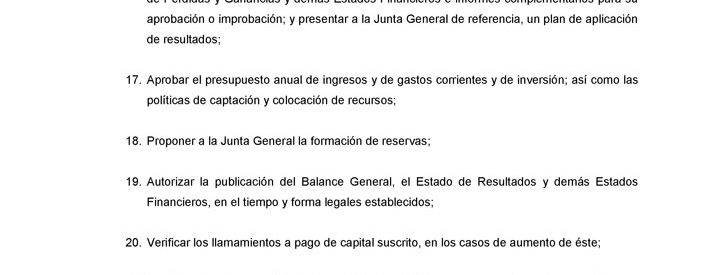 de Pérdidas y Ganancias y demás Estados Financieros e informes complementarios para su
aprobación o improbación; y presentar a la Junta General de referencia, un plan de aplicación
de resultados;
17. Aprobar el presupuesto anual de ingresos y de gastos corrientes y de inversión; así como las
políticas de captación y colocación de recursos;
18. Proponer a la Junta General la formación de reservas;
19. Autorizar la publicación del Balance General, el Estado de Resultados y demás Estados
Financieros, en el tiempo y forma legales establecidos;
20. Verificar los llamamientos a pago de capital suscrito, en los casos de aumento de éste;